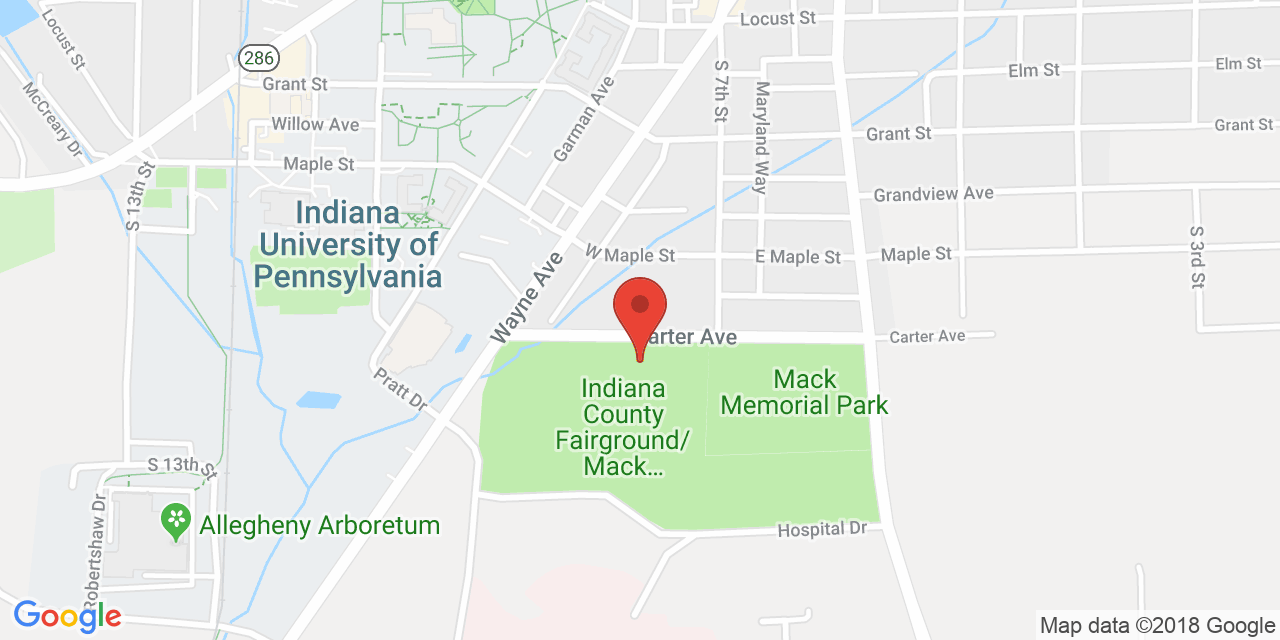 Locust St
Locust St
286
Grant St
McCreary Dr
Willow Ave
Maple St
Garman Ave
S 7th St
Maryland Way
Elm St
Elm St
Grant St
Grant St
Grandview Ave
S 13th St
Indiana
University of
Pennsylvania
W Maple St
E Maple St
Maple St
S 3rd St
Wayne Ave
arter Ave
Carter Ave
Pratt Dr
Indiana
County
Fairground/
Mack...
Mack
Memorial Park
S 13th St
Robertshaw Dr
Allegheny Arboretum
Hospital Dr
Google
Map data ©2018 Google